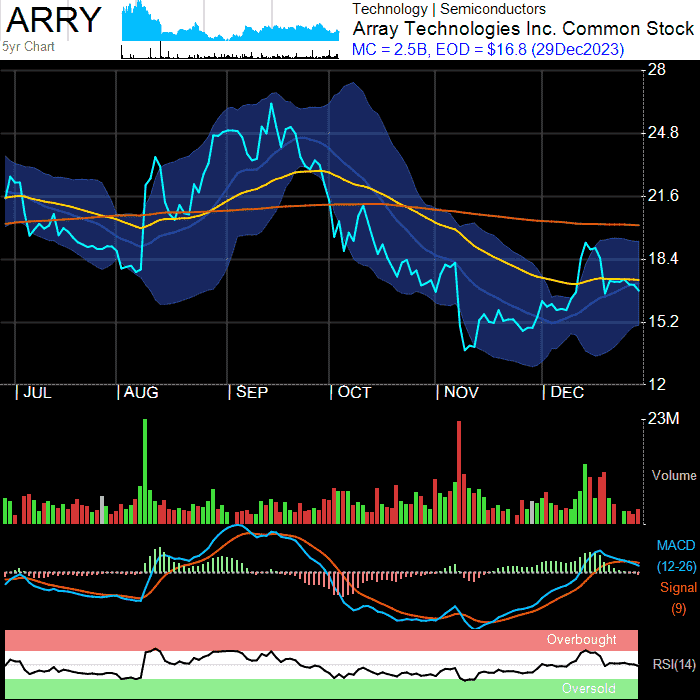 ARRY
5yr Chart
Technology | Semiconductors
Array Technologies Inc. Common Stock
MC = 2.5B, EOD = $16.8 (29Dec2023)
28
24.8
21.6
18.4
15.2
12
JUL
AUG
SEP
OCT
NOV
DEC
23M
Volume
MACD
(12-26)
Signal
(9)
Overbought
RSI(14)
Oversold